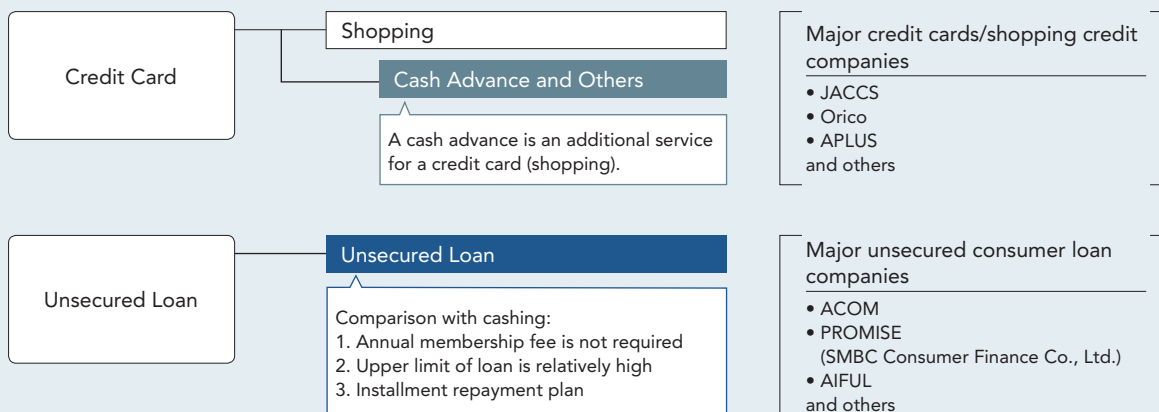 Credit Card
Shopping
Cash Advance and Others
A cash advance is an additional service
for a credit card (shopping).
Major credit cards/shopping credit
companies
• JACCS
• Orico
• APLUS
and others
Unsecured Loan
Unsecured Loan
Comparison with cashing:
1. Annual membership fee is not required
2. Upper limit of loan is relatively high
3. Installment repayment plan
Major unsecured consumer loan
companies
• ACOM
• PROMISE
(SMBC Consumer Finance Co., Ltd.)
• AIFUL
and others